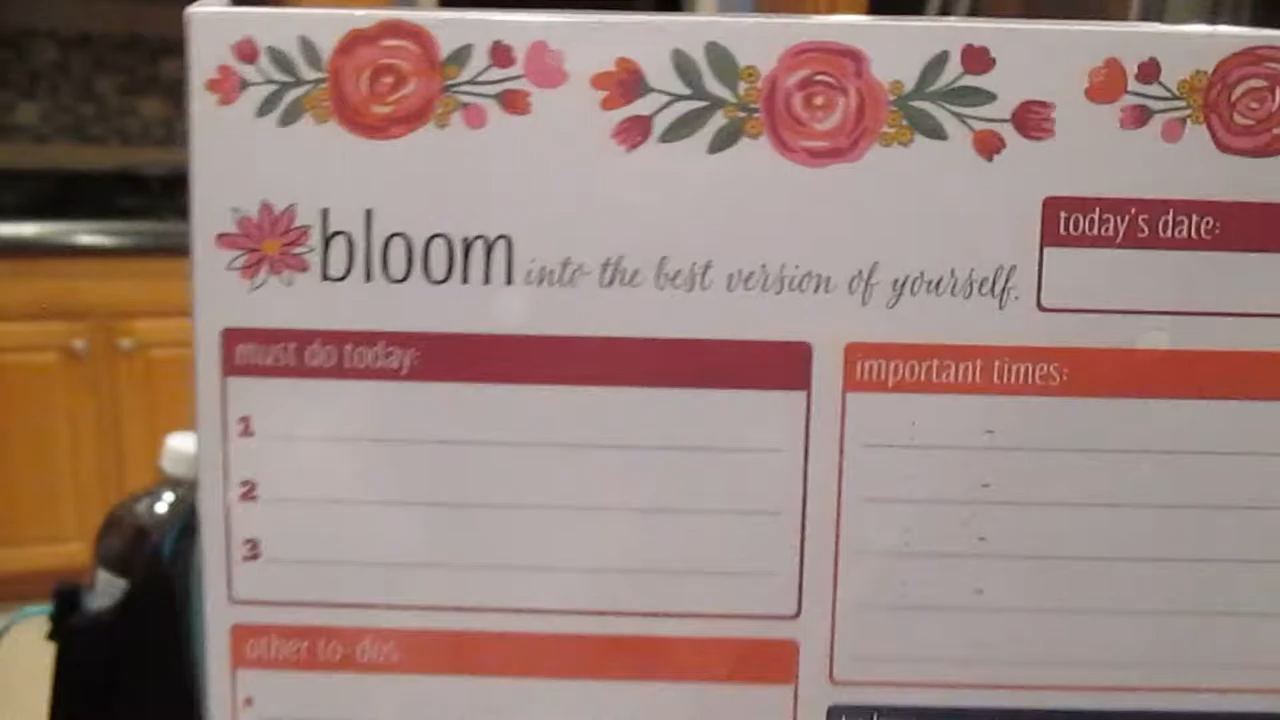 bloom into the best version of yourself.
today's date:
must do today:
important times:
1
2
3
other to-dos